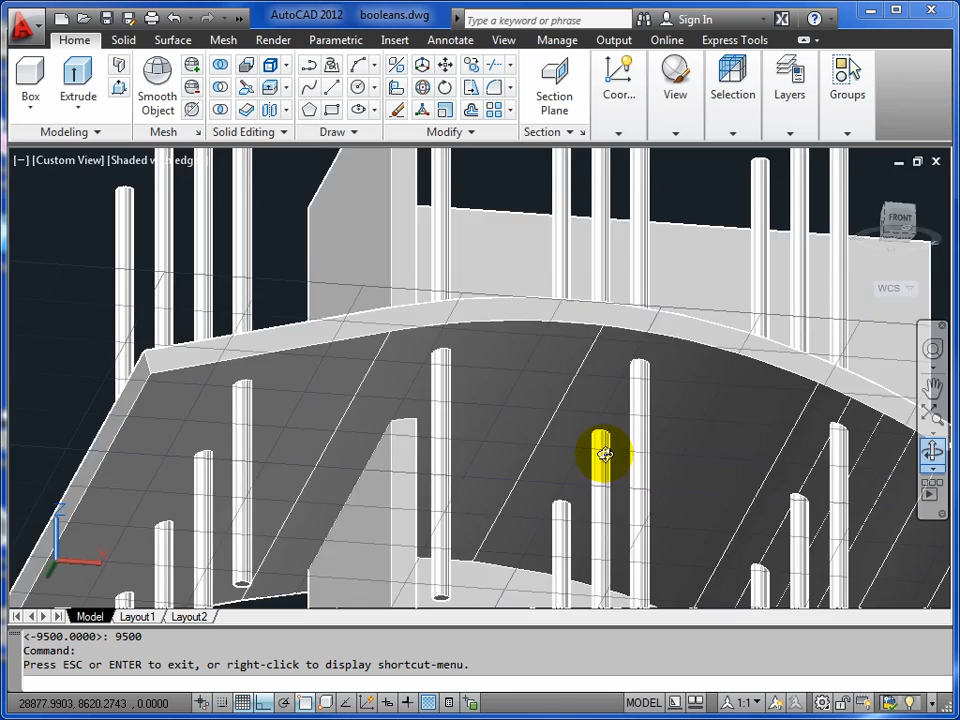 AutoCAD 2012 booleans.dwg
Type a keyword or phrase
Sign In
Home Solid Surface Mesh Render Parametric Insert Annotate View Manage Output Online Express Tools
Box
Extrude
Smooth
Object
Section
Plane
Coor...
View
Selection
Layers
Groups
Modeling
Mesh
Solid Editing
Draw
Modify
Section
[−] [Custom View] [Shaded with edg
FRONT
WCS
Z
X
Model Layout1 Layout2
<-9500.0000>: 9500
Command:
Press ESC or ENTER to exit, or right-click to display shortcut-menu.
28877.9903, 8620.2743 , 0.0000
MODEL
1:1